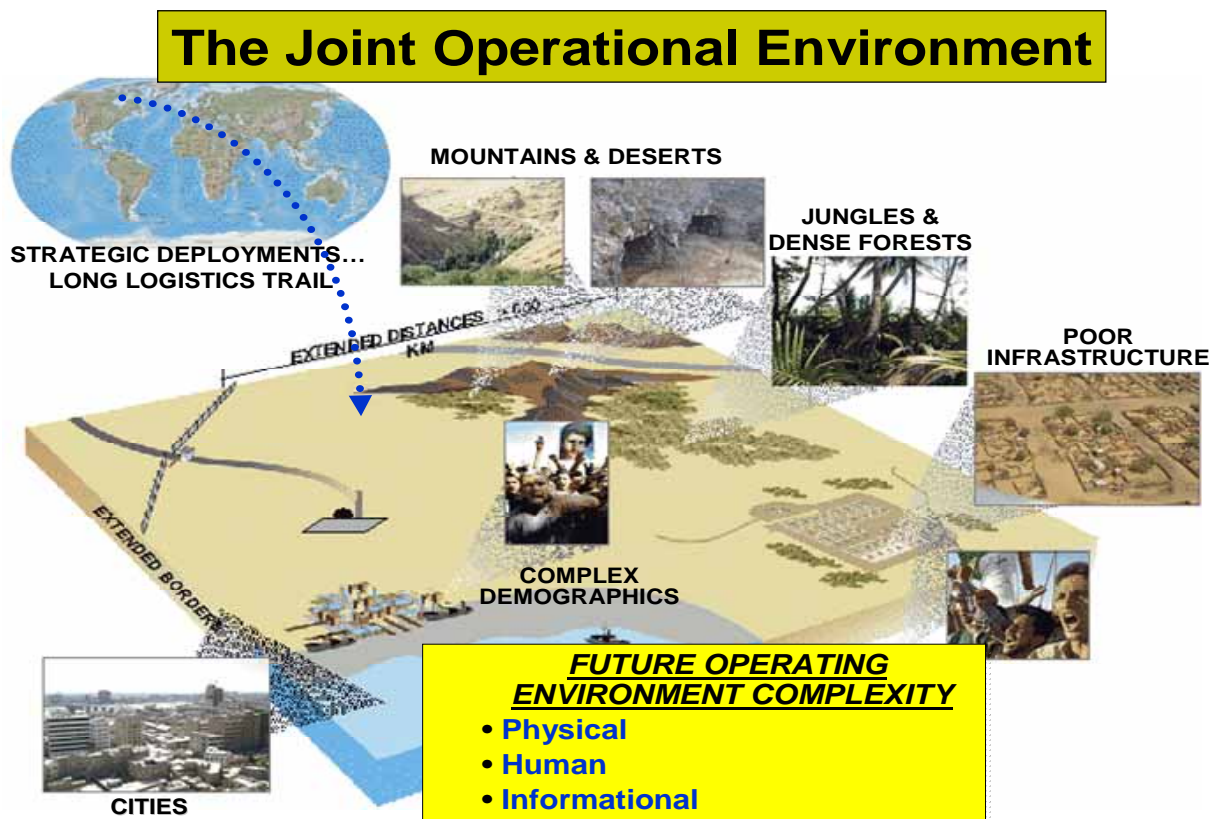 The Joint Operational Environment
MOUNTAINS & DESERTS
JUNGLES &
DENSE FORESTS
STRATEGIC DEPLOYMENTS…
LONG LOGISTICS TRAIL
POOR
INFRASTRUCTURE
EXTENDED DISTANCES
KM
EXTENDED BORDERS
COMPLEX
DEMOGRAPHICS
FUTURE OPERATING
ENVIRONMENT COMPLEXITY
• Physical
• Human
• Informational
CITIES